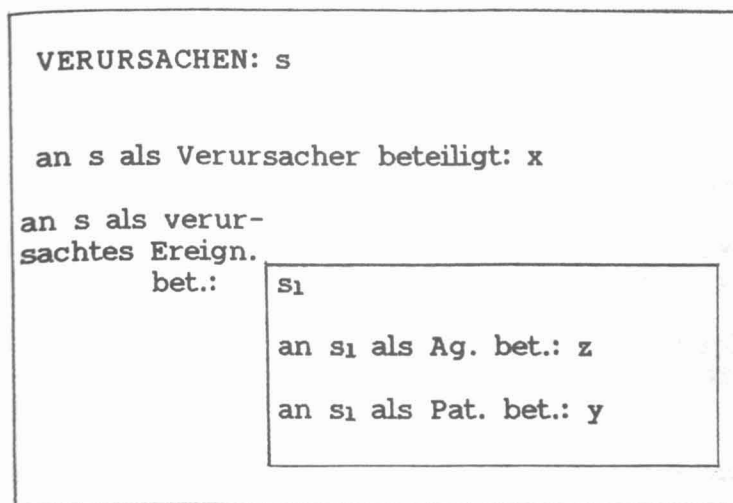 VERURSACHEN: s
an s als Verursacher beteiligt: x
an s als verur-
sachtes Ereign.
bet.: s₁
an s₁ als Ag. bet.: z
an s₁ als Pat. bet.: y